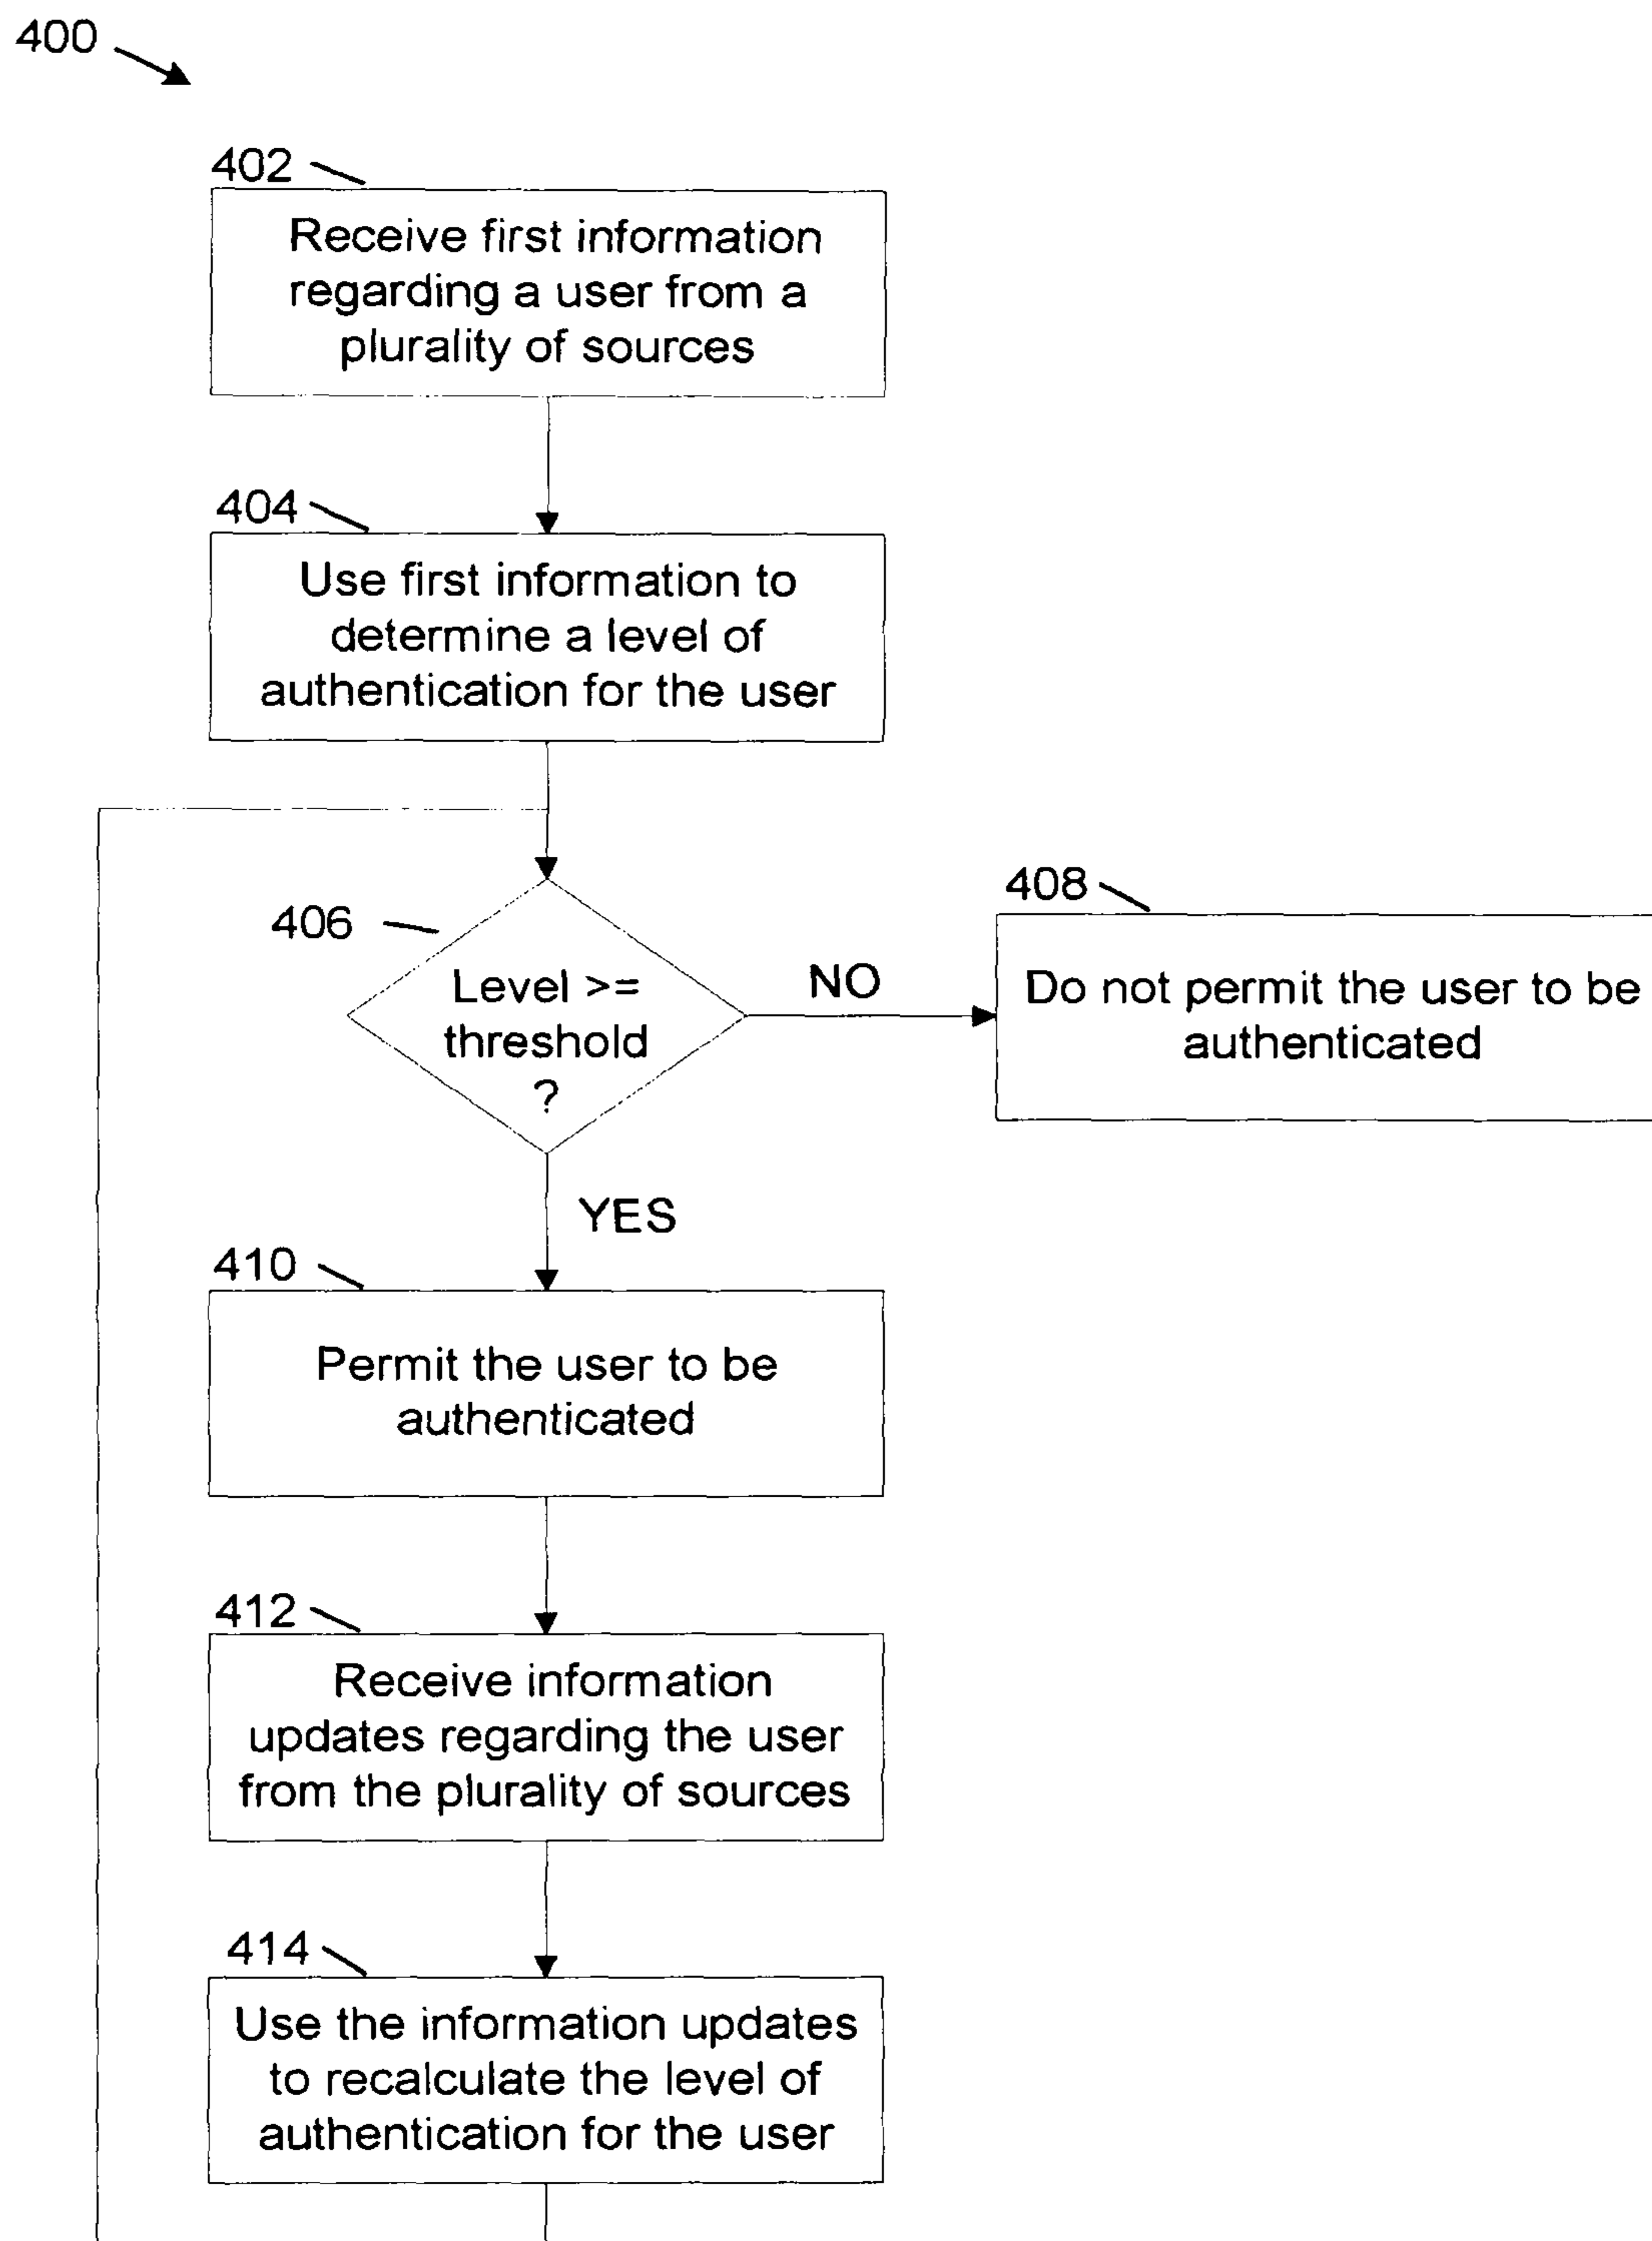 400
402
Receive first information
regarding a user from a
plurality of sources
404
Use first information to
determine a level of
authentication for the user
406
Level >=
threshold
?
NO
408
Do not permit the user to be
authenticated
YES
410
Permit the user to be
authenticated
412
Receive information
updates regarding the user
from the plurality of sources
414
Use the information updates
to recalculate the level of
authentication for the user